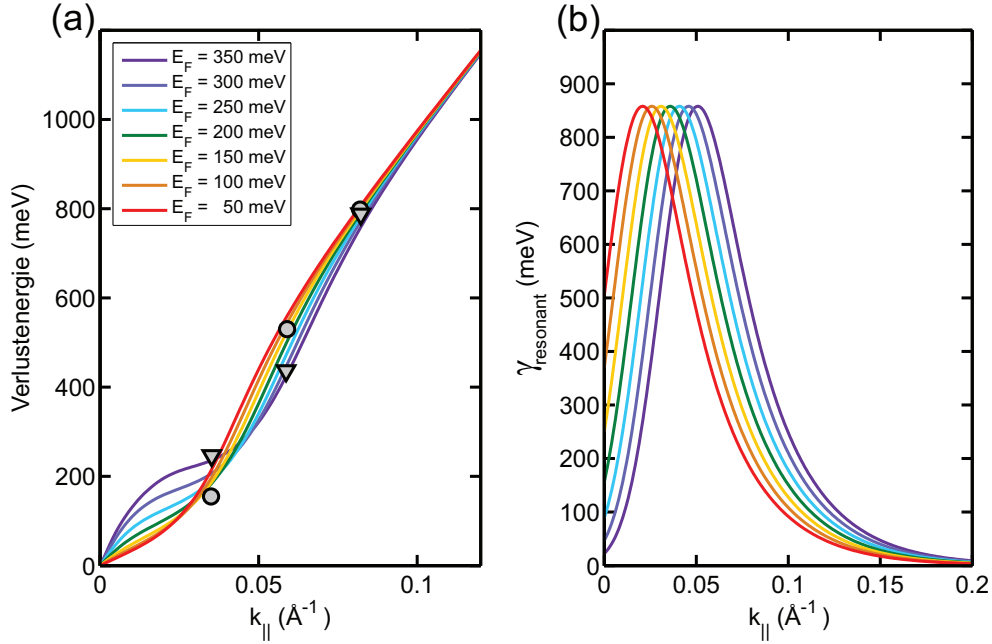 (a)
E_F = 350 meV
E_F = 300 meV
E_F = 250 meV
E_F = 200 meV
E_F = 150 meV
E_F = 100 meV
E_F = 50 meV
Verlustenergie (meV)
1000
800
600
400
200
0
0
0.05
0.1
k_|| (Å⁻¹)
(b)
γ_resonant (meV)
900
800
700
600
500
400
300
200
100
0
0
0.05
0.1
0.15
0.2
k_|| (Å⁻¹)